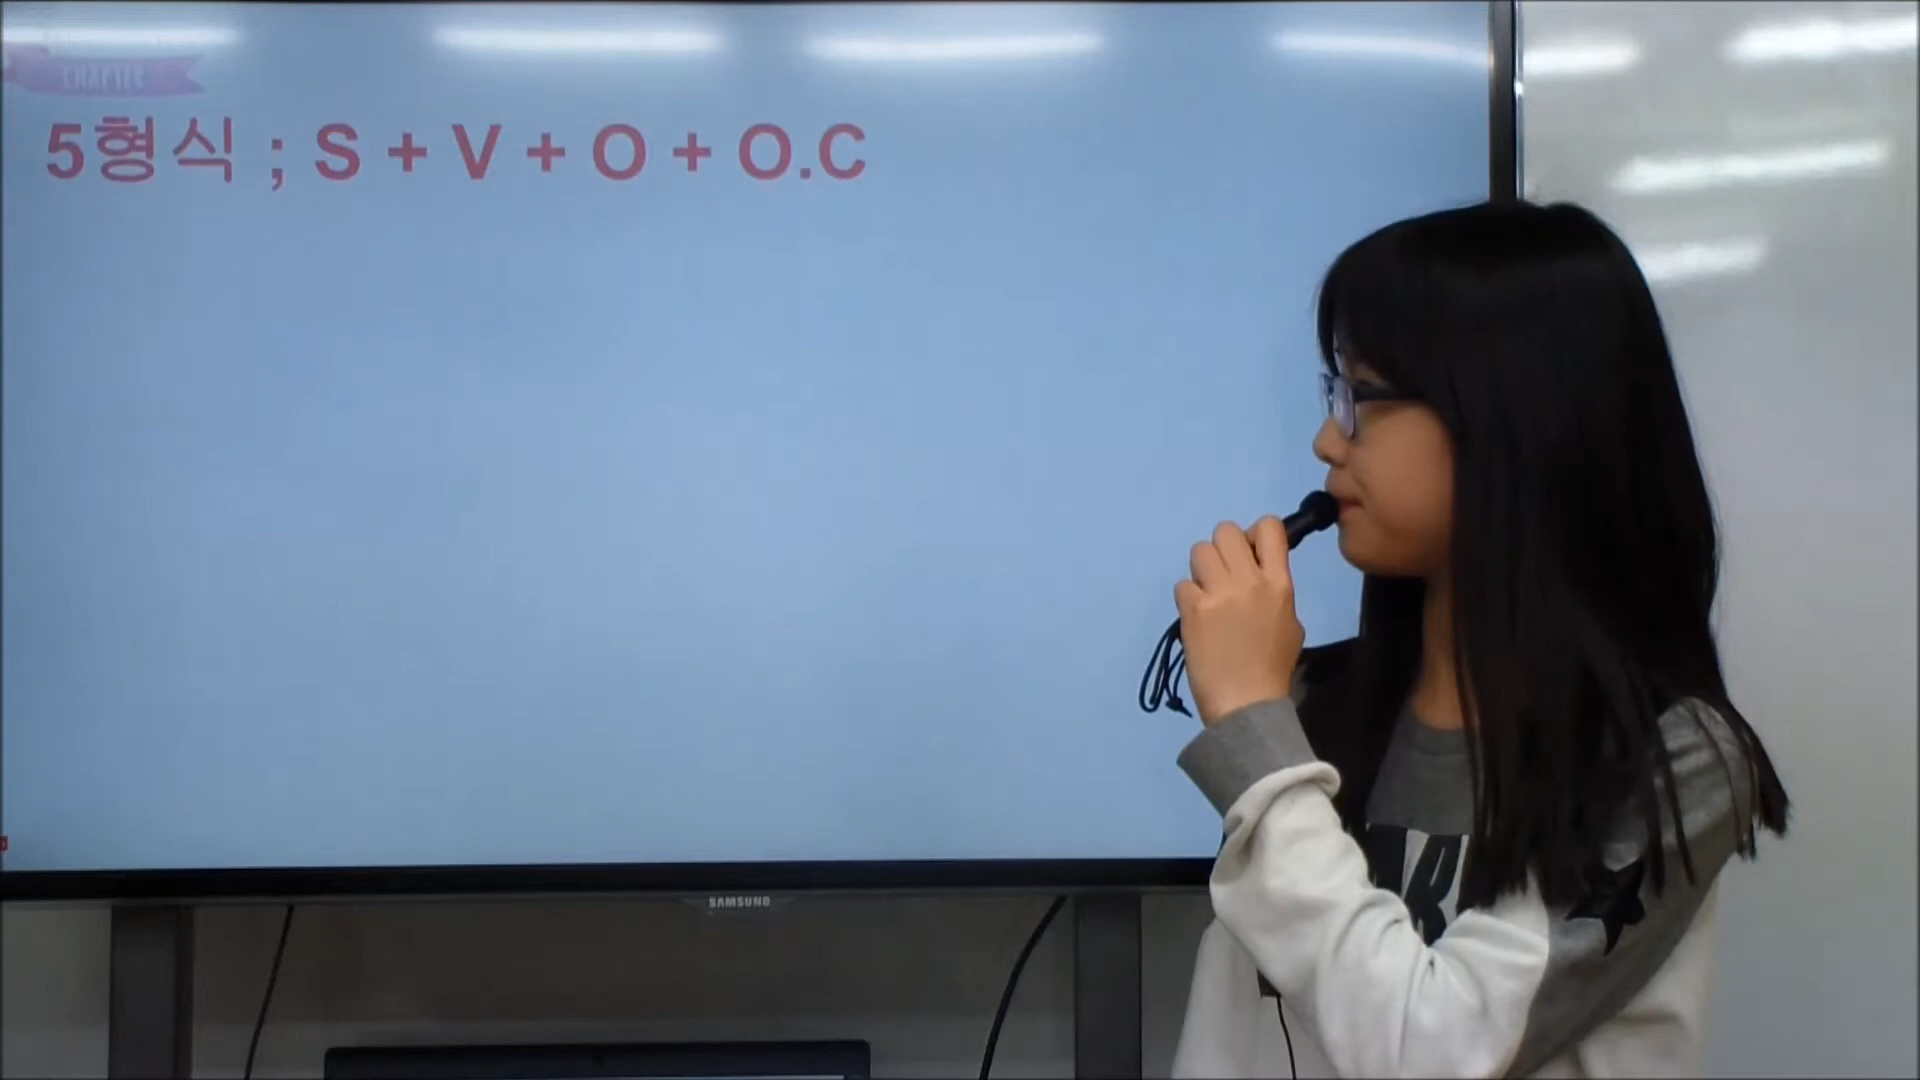 CHAPTER
5형식 ; S + V + O + O.C
SAMSUNG